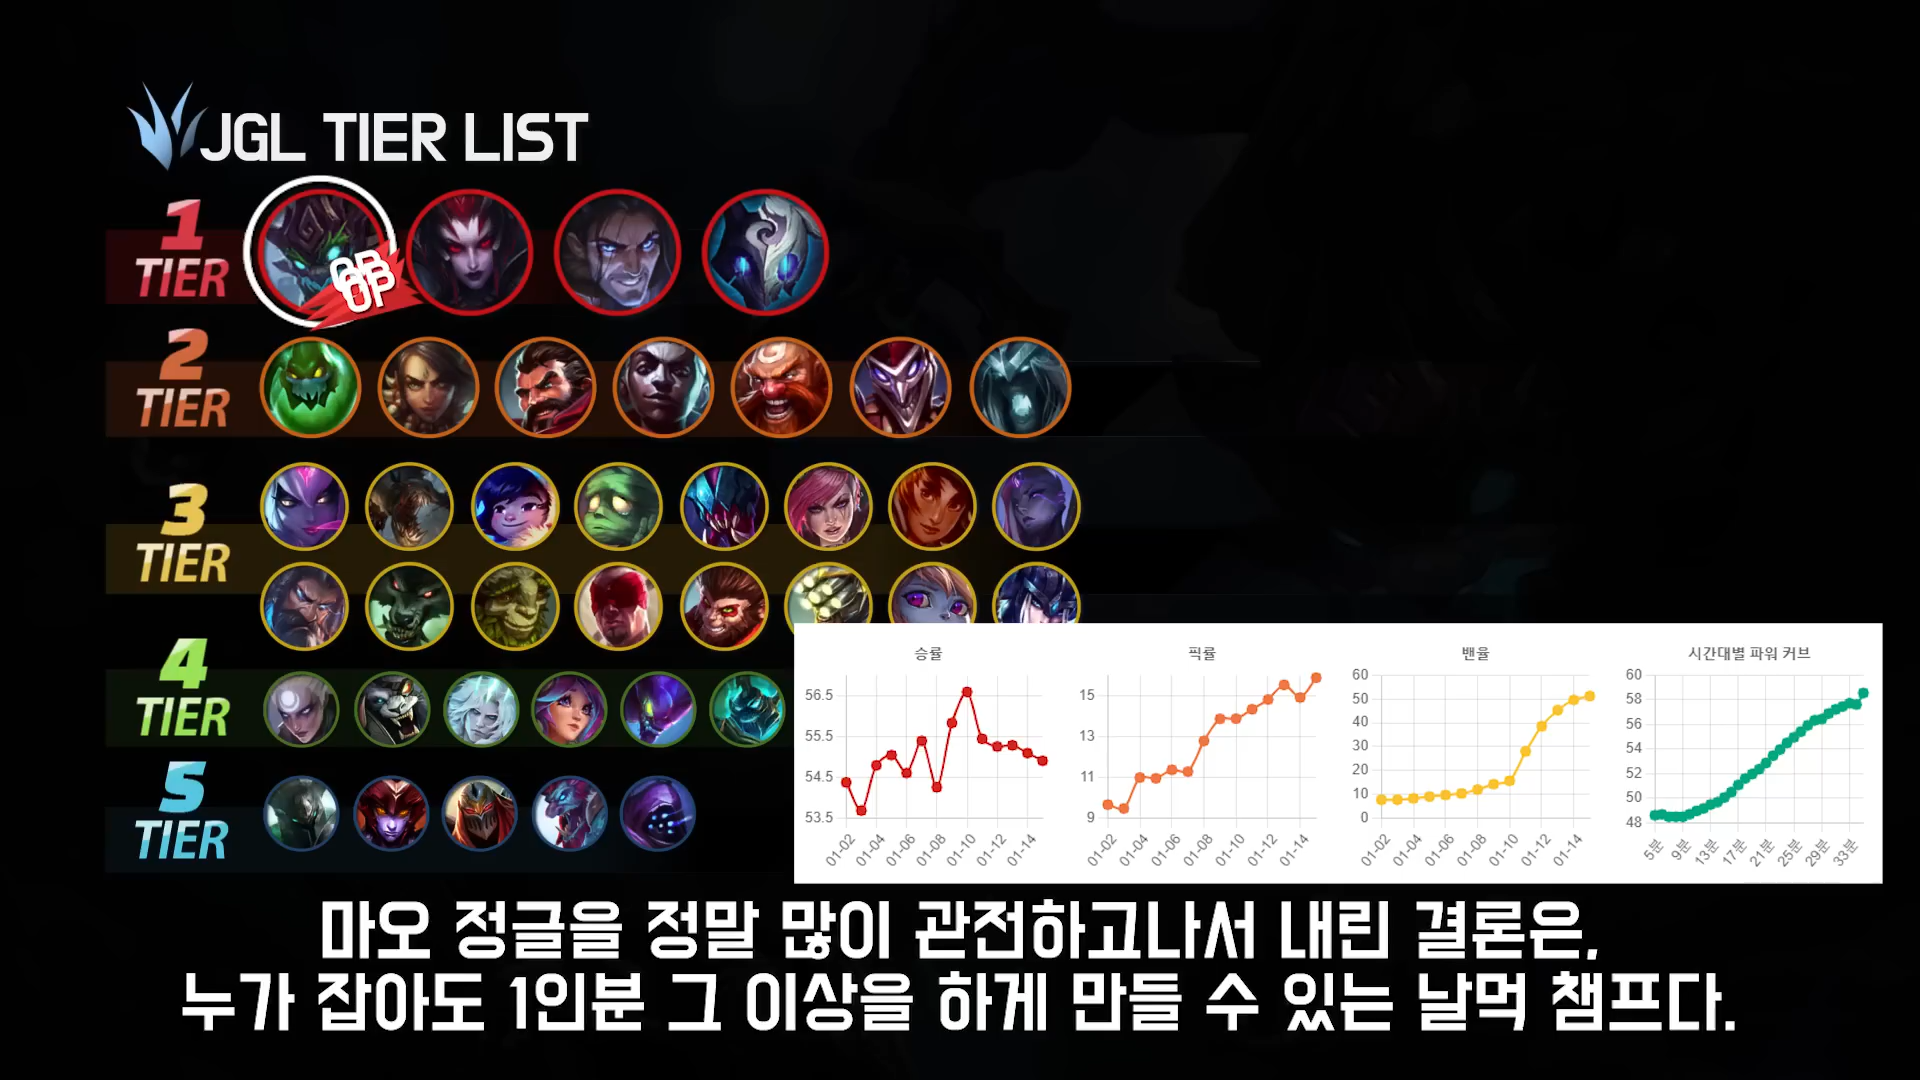 JGL TIER LIST
1
TIER
OP
OP
2
TIER
3
TIER
4
TIER
5
TIER
승률
56.5
55.5
54.5
53.5
01-02
01-04
01-06
01-08
01-10
01-12
01-14
픽률
15
13
11
9
01-02
01-04
01-06
01-08
01-10
01-12
01-14
밴율
60
50
40
30
20
10
0
01-02
01-04
01-06
01-08
01-10
01-12
01-14
시간대별 파워 커브
60
58
56
54
52
50
48
5분
9분
13분
17분
21분
25분
29분
33분
마오 정글을 정말 많이 관전하고나서 내린 결론은,
누가 잡아도 1인분 그 이상을 하게 만들 수 있는 날먹 챔프다.